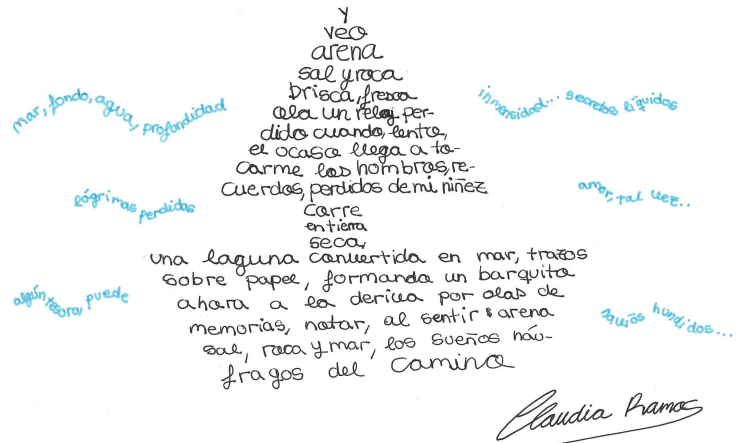 y
veo
arena
sal y roca
brisca, fresca
ola un reloj per-
dido cuando, lentra,
el ocaso llega a to-
carme los hombros, re-
cuerdos, perdidos de mi niñez
corre
en tierra
seca,
una laguna convertida en mar, trazos
sobre papel, formando un barquito
ahora a la deriva por olas de
memorias, notar, al sentir arena
sal, roca y mar, los sueños náu-
fragos del camino
mar, fondo, agua, profondidad
lágrimas perdidas
algún tesoro, puede
inmensidad... secretos líquidos
amor, tal vez..
navíos hundidos...
Claudia Ramos